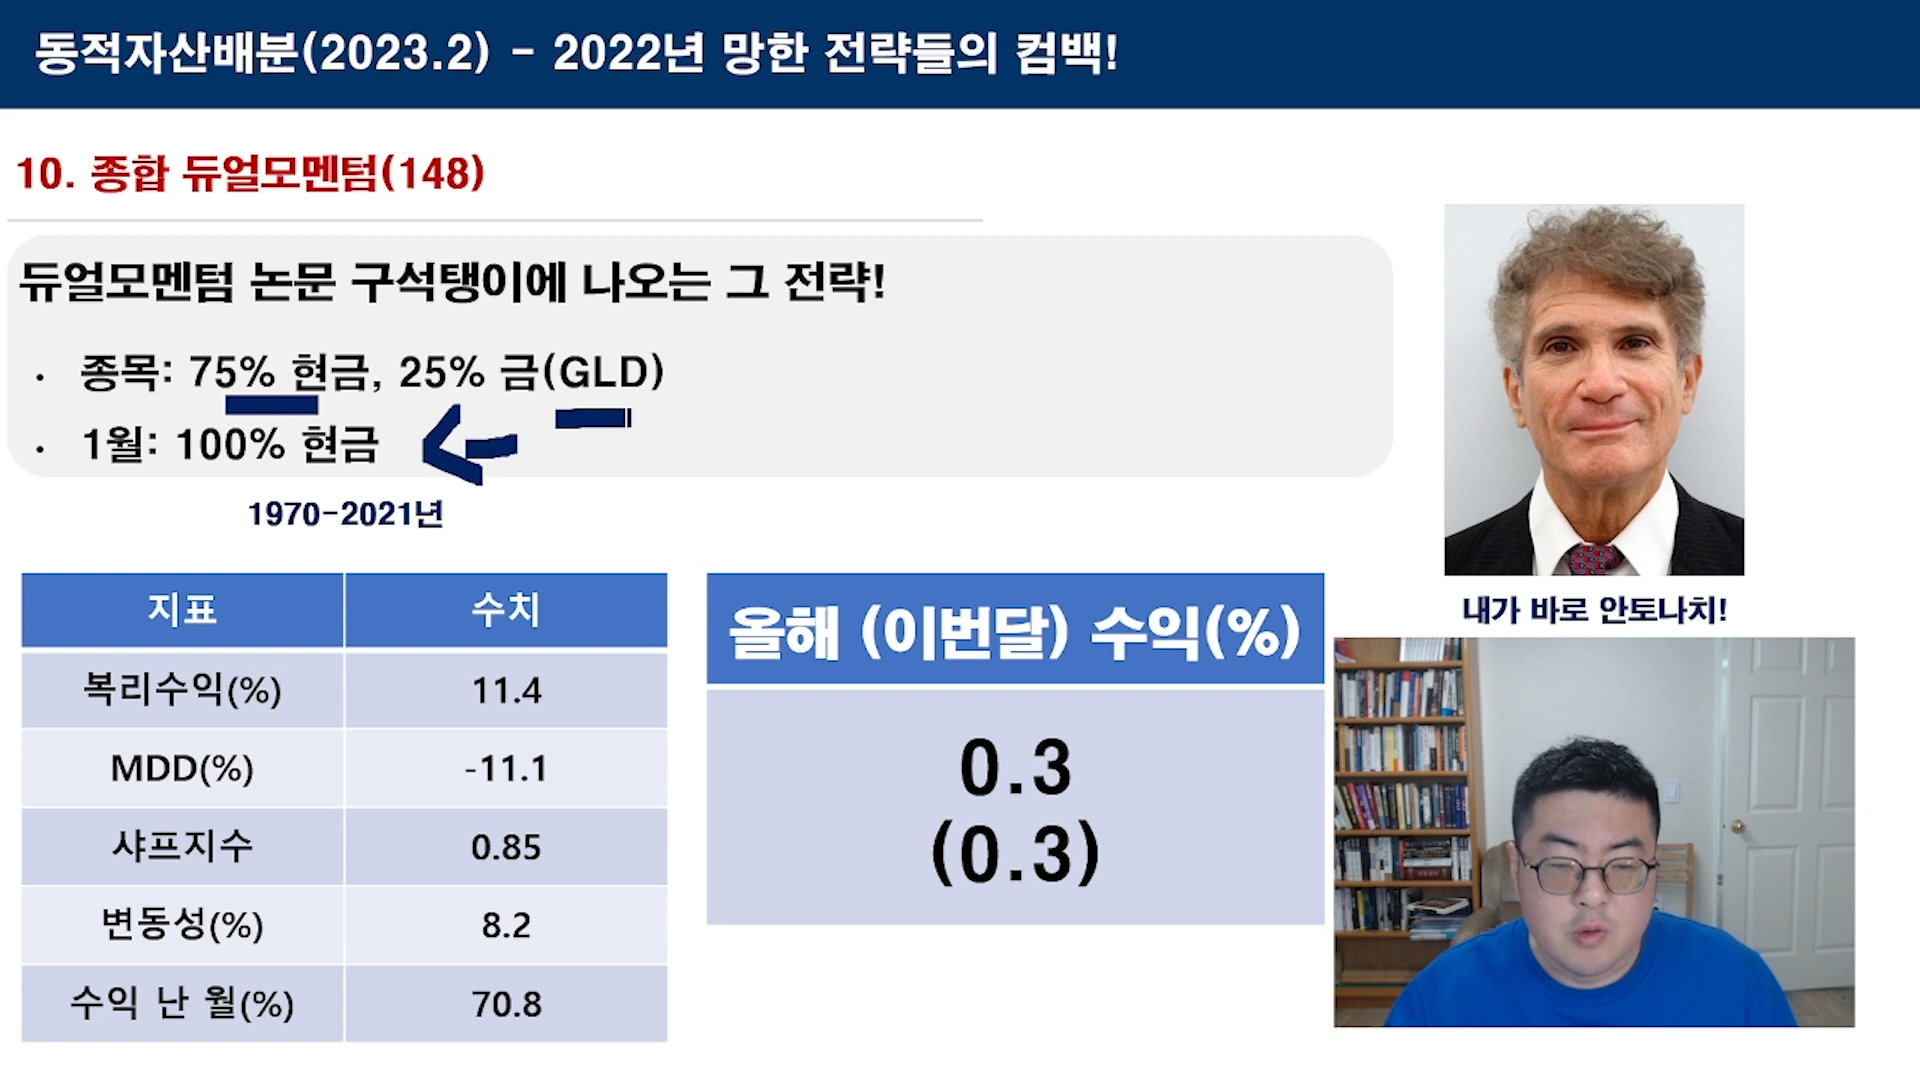 동적자산배분(2023.2) - 2022년 망한 전략들의 컴백!
10. 종합 듀얼모멘텀(148)
듀얼모멘텀 논문 구석탱이에 나오는 그 전략!
· 종목: 75% 현금, 25% 금(GLD)
· 1월: 100% 현금
1970-2021년
지표 수치
복리수익(%) 11.4
MDD(%) -11.1
샤프지수 0.85
변동성(%) 8.2
수익 난 월(%) 70.8
올해 (이번달) 수익(%)
0.3
(0.3)
내가 바로 안토나치!